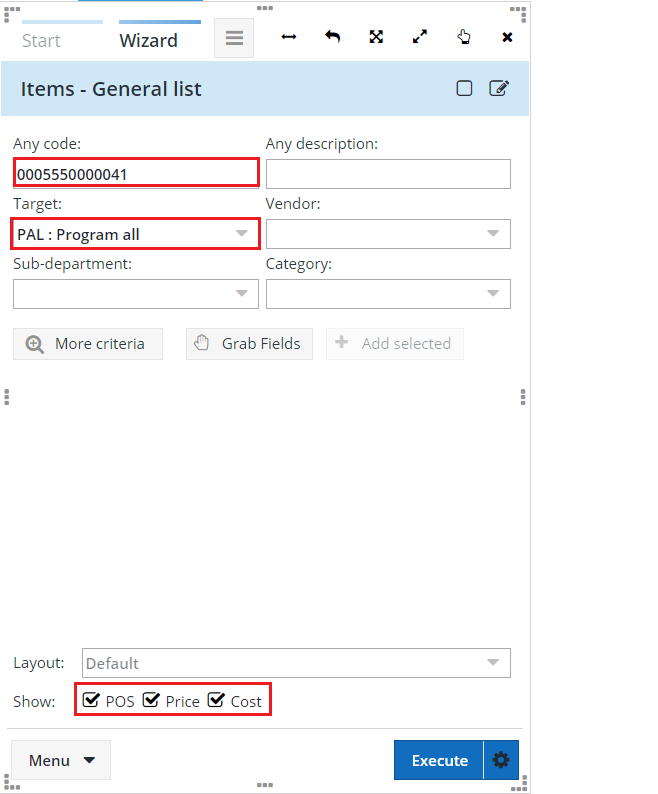 Start Wizard
Items - General list
Any code: Any description:
0005550000041
Target: Vendor:
PAL : Program all
Sub-department: Category:
More criteria Grab Fields Add selected
Layout: Default
Show: POS Price Cost
Menu Execute